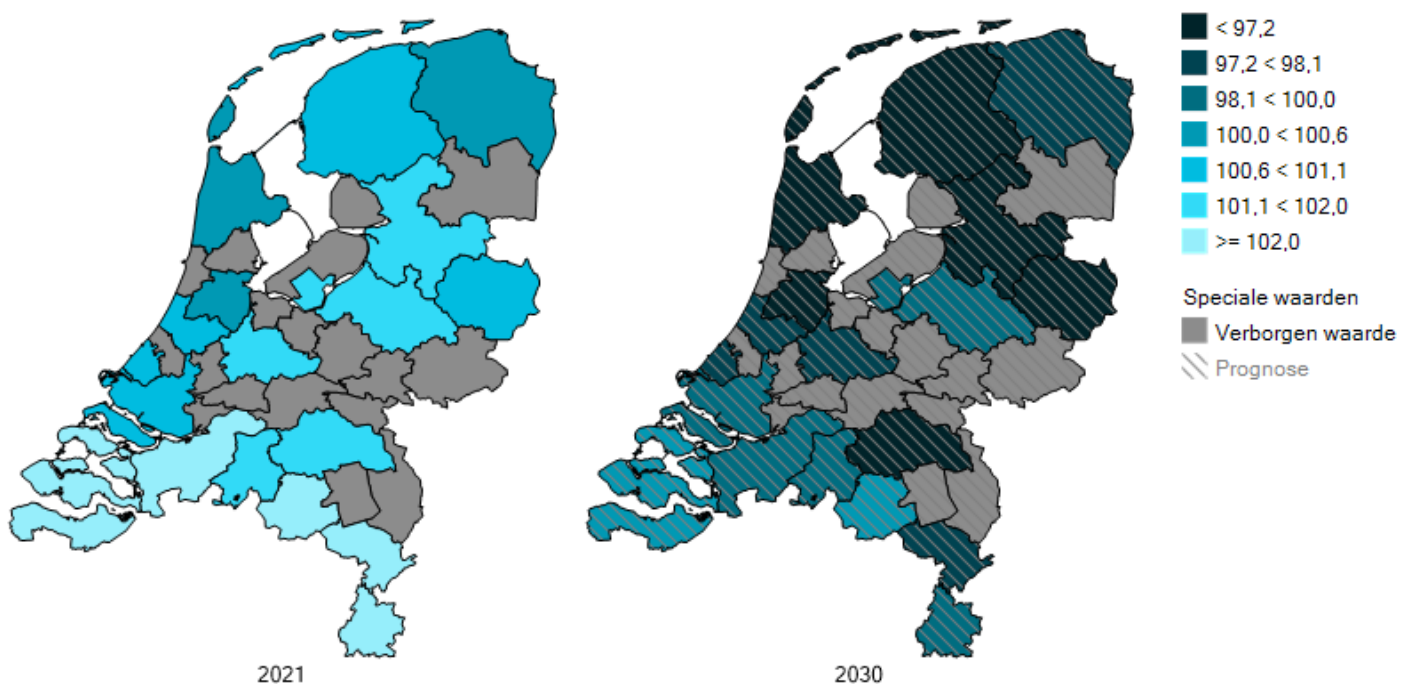 < 97,2
97,2 < 98,1
98,1 < 100,0
100,0 < 100,6
100,6 < 101,1
101,1 < 102,0
>= 102,0
Speciale waarden
Verborgen waarde
Prognose
2021
2030